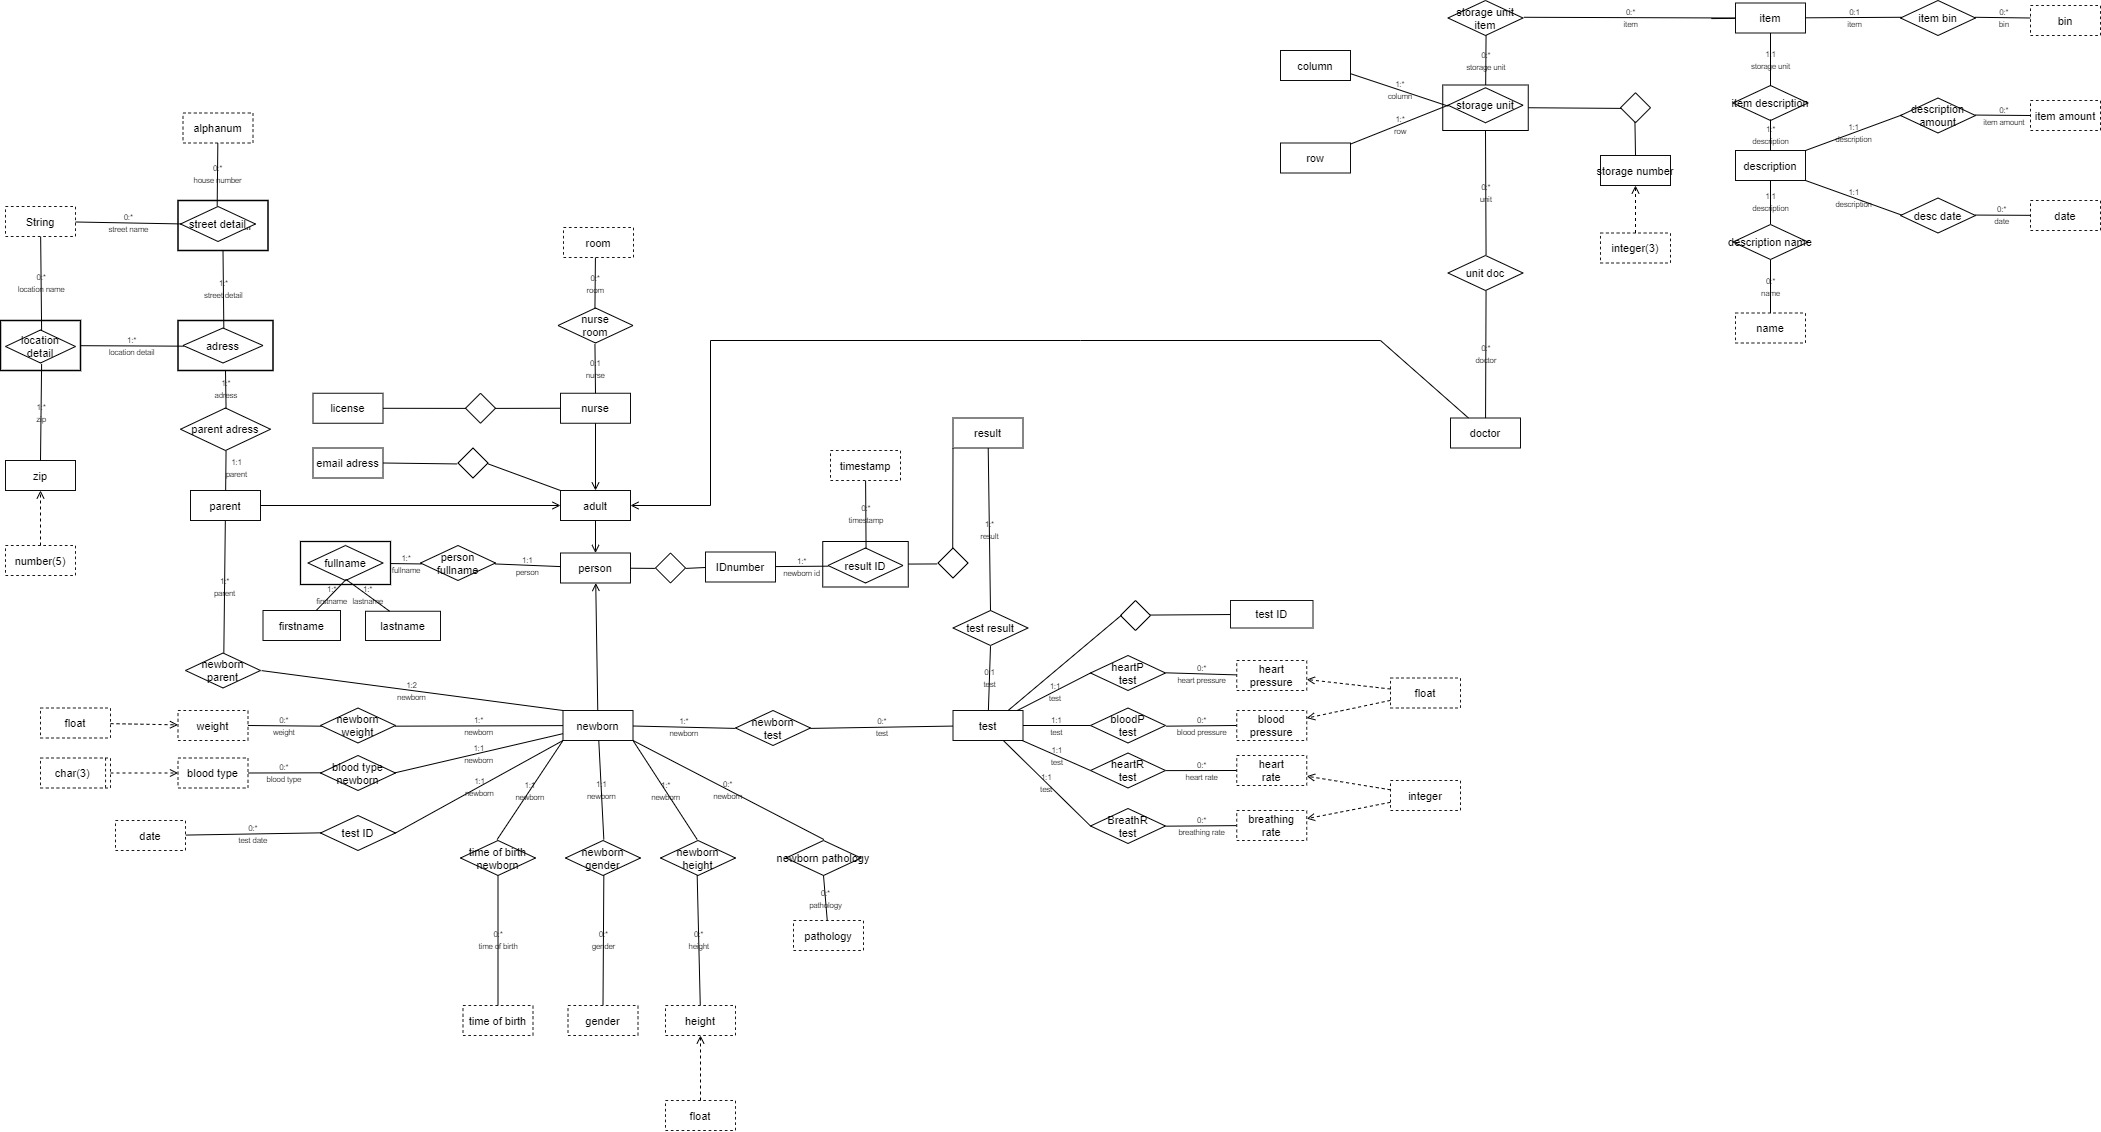 storage unit
item
0:*
item
item
0:1
item
item bin
0:*
bin
bin
0:*
storage unit
1:1
storage unit
column
1:*
column
storage unit
item description
description
amount
0:*
item amount
item amount
1:*
row
row
1:*
description
1:1
description
description
storage number
1:1
description
1:1
description
desc date
0:*
date
date
0:*
unit
integer(3)
description name
unit doc
0:*
name
name
0:*
doctor
doctor
alphanum
0:*
house number
String
0:*
street name
street detail
0:*
location name
1:*
street detail
location
detail
1:*
location detail
adress
1:*
adress
1:*
zip
parent adress
1:1
parent
zip
parent
number(5)
room
0:*
room
nurse
room
0:1
nurse
license
nurse
email adress
adult
result
timestamp
0:*
timestamp
1:*
result
fullname
1:*
fullname
person
fullname
1:1
person
person
IDnumber
1:*
newborn id
result ID
1:*
firstname
1:*
lastname
firstname
lastname
1:*
parent
newborn
parent
1:2
newborn
test result
0:1
test
test ID
heartP
test
0:*
heart pressure
heart
pressure
float
1:1
test
float
weight
0:*
weight
newborn
weight
1:*
newborn
newborn
1:*
newborn
newborn
test
0:*
test
test
1:1
test
bloodP
test
0:*
blood pressure
blood
pressure
char(3)
blood type
0:*
blood type
blood type
newborn
1:1
newborn
1:1
test
heartR
test
0:*
heart rate
heart
rate
integer
1:1
newborn
1:1
newborn
1:1
newborn
1:*
newborn
0:*
newborn
1:1
test
BreathR
test
0:*
breathing rate
breathing
rate
date
0:*
test date
test ID
time of birth
newborn
newborn
gender
newborn
height
newborn pathology
0:*
pathology
pathology
0:*
time of birth
0:*
gender
0:*
height
time of birth
gender
height
float